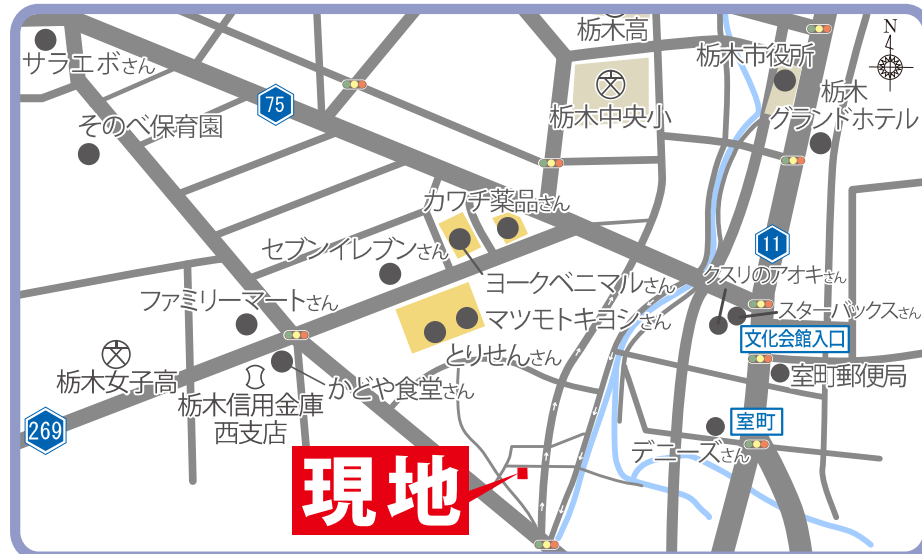 栃木高
N
サラエボさん
栃木市役所
75
栃木中央小
栃木
グランドホテル
そのべ保育園
カワチ薬品さん
セブンイレブンさん
11
ヨークベニマルさん
クスリのアオキさん
ファミリーマートさん
マツモトキヨシさん
スターバックスさん
文化会館入口
とりせんさん
栃木女子高
かどや食堂さん
室町郵便局
栃木信用金庫
西支店
269
室町
デニーズさん
現地